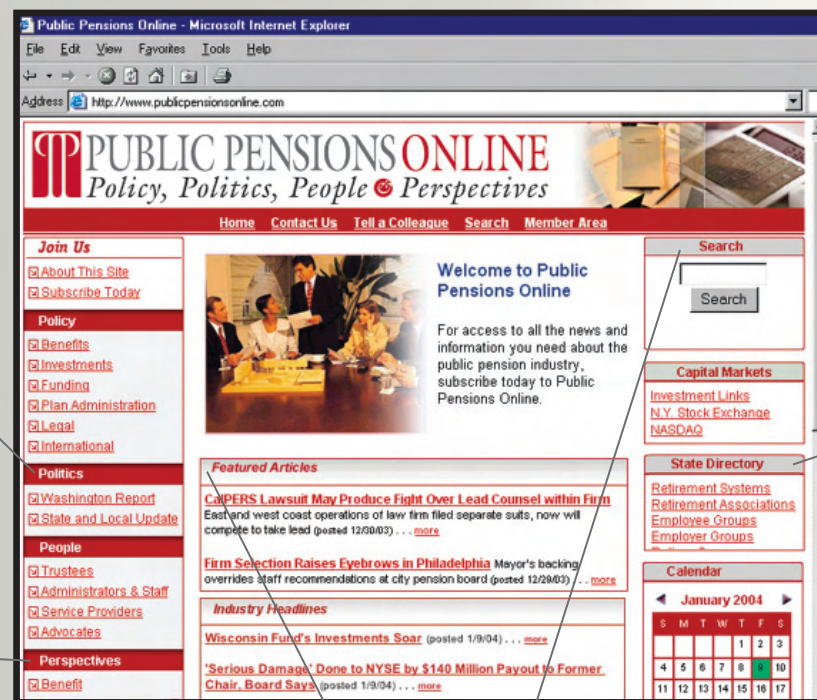 Public Pensions Online - Microsoft Internet Explorer
File Edit View Favorites Tools Help
Address http://www.publicpensionsonline.com
PUBLIC PENSIONS ONLINE
Policy, Politics, People Perspectives
Home Contact Us Tell a Colleague Search Member Area
Join Us
About This Site
Subscribe Today
Policy
Benefits
Investments
Funding
Plan Administration
Legal
International
Politics
Washington Report
State and Local Update
People
Trustees
Administrators & Staff
Service Providers
Advocates
Perspectives
Benefit
Welcome to Public
Pensions Online
For access to all the news and
information you need about the
public pension industry,
subscribe today to Public
Pensions Online.
Featured Articles
CalPERS Lawsuit May Produce Fight Over Lead Counsel within Firm
East and west coast operations of law firm filed separate suits, now will
compete to take lead (posted 12/30/03) . . . more
Firm Selection Raises Eyebrows in Philadelphia Mayor's backing
overrides staff recommendations at city pension board (posted 12/29/03) . . . more
Industry Headlines
Wisconsin Fund's Investments Soar (posted 1/9/04) . . . more
'Serious Damage' Done to NYSE by $140 Million Payout to Former
Chair, Board Says (posted 1/9/04) . . . more
Search
Search
Capital Markets
Investment Links
N.Y. Stock Exchange
NASDAQ
State Directory
Retirement Systems
Retirement Associations
Employee Groups
Employer Groups
Calendar
January 2004
S M T W T F S
1 2 3
4 5 6 7 8 9 10
11 12 13 14 15 16 17